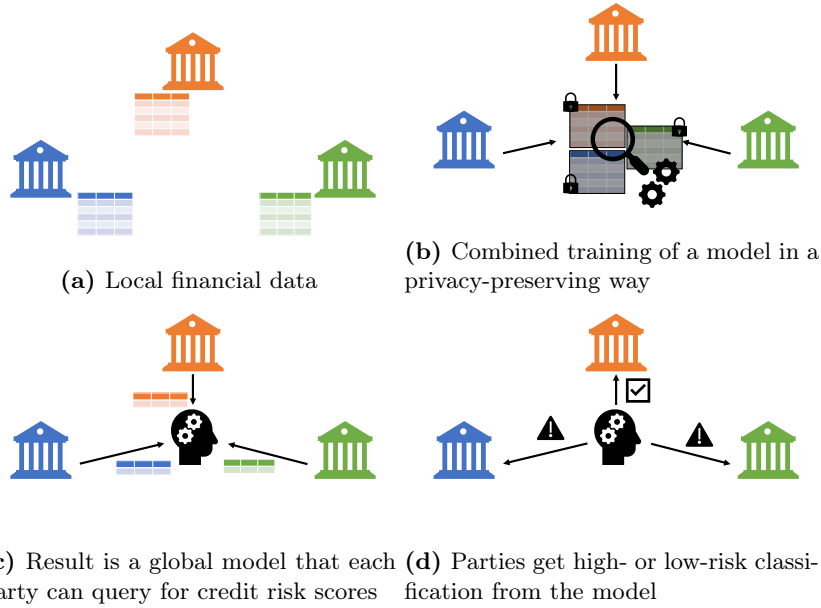 (a) Local financial data
(b) Combined training of a model in a
privacy-preserving way
) Result is a global model that each
arty can query for credit risk scores
(d) Parties get high- or low-risk classi-
fication from the model